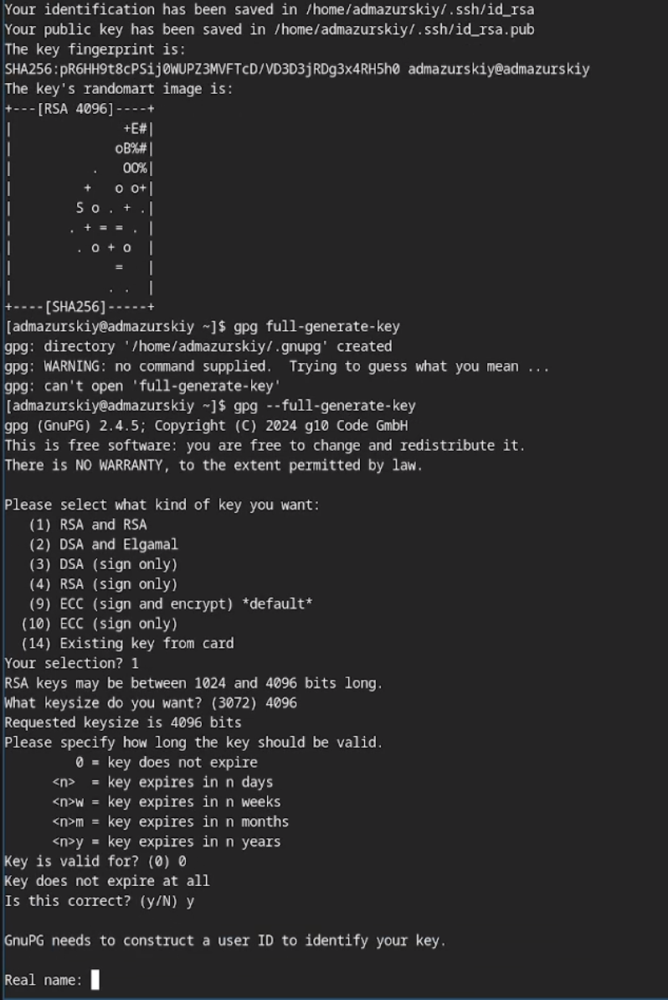 Your identification has been saved in /home/admazurskiy/.ssh/id_rsa
Your public key has been saved in /home/admazurskiy/.ssh/id_rsa.pub
The key fingerprint is:
SHA256:pR6HH9t8cPSij0WUPZ3MVFTcD/VD3D3jRDg3x4RH5h0 admazurskiy@admazurskiy
The key's randomart image is:
+---[RSA 4096]----+
|              +E#|
|             oB%#|
|          .   OO%|
|         +   o o+|
|        S o . + .|
|       . + = = . |
|        . o + o  |
|             =   |
|            . .  |
+----[SHA256]-----+
[admazurskiy@admazurskiy ~]$ gpg full-generate-key
gpg: directory '/home/admazurskiy/.gnupg' created
gpg: WARNING: no command supplied.  Trying to guess what you mean ...
gpg: can't open 'full-generate-key'
[admazurskiy@admazurskiy ~]$ gpg --full-generate-key
gpg (GnuPG) 2.4.5; Copyright (C) 2024 g10 Code GmbH
This is free software: you are free to change and redistribute it.
There is NO WARRANTY, to the extent permitted by law.

Please select what kind of key you want:
   (1) RSA and RSA
   (2) DSA and Elgamal
   (3) DSA (sign only)
   (4) RSA (sign only)
   (9) ECC (sign and encrypt) *default*
  (10) ECC (sign only)
  (14) Existing key from card
Your selection? 1
RSA keys may be between 1024 and 4096 bits long.
What keysize do you want? (3072) 4096
Requested keysize is 4096 bits
Please specify how long the key should be valid.
         0 = key does not expire
      <n>  = key expires in n days
      <n>w = key expires in n weeks
      <n>m = key expires in n months
      <n>y = key expires in n years
Key is valid for? (0) 0
Key does not expire at all
Is this correct? (y/N) y

GnuPG needs to construct a user ID to identify your key.

Real name: